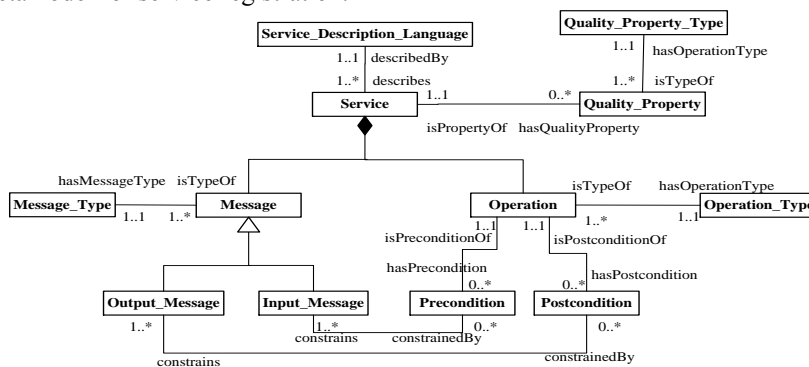 Service_Description_Language
Quality_Property_Type
1..1 describedBy
1..1 hasOperationType
1..* describes
1..* isTypeOf
Service
1..1
0..*
Quality_Property
isPropertyOf hasQualityProperty
hasMessageType isTypeOf
isTypeOf hasOperationType
Message_Type
Message
Operation
Operation_Type
1..1
1..*
1..1
1..1
1..*
1..1
isPreconditionOf
isPostconditionOf
hasPrecondition
hasPostcondition
0..*
0..*
Output_Message
Input_Message
Precondition
Postcondition
1..*
1..*
0..*
0..*
constrains
constrainedBy
constrains
constrainedBy